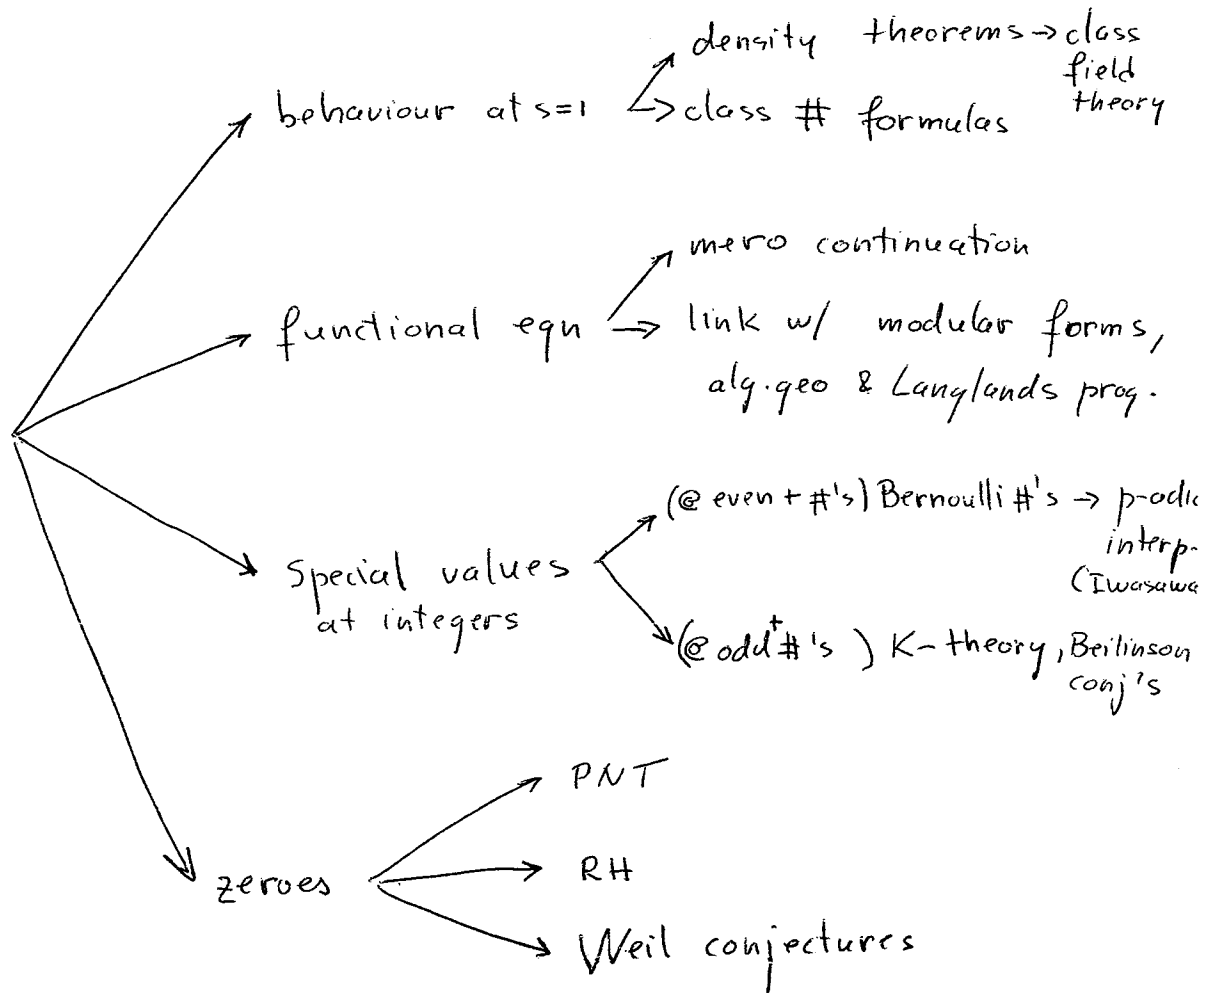 density theorems → class
field
theory
behaviour at s=1
class # formulas
mero continuation
functional eqn
link w/ modular forms,
alg. geo & Langlands prog.
(@ even + #'s) Bernoulli #'s → p-adic
interp.
(Iwasawa
special values
at integers
(@ odd + #'s ) K-theory, Beilinson
conj's
PNT
zeroes
RH
Weil conjectures